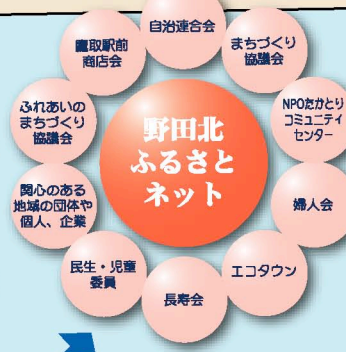 自治連合会
まちづくり
協議会
NPOたかとり
コミュニティ
センター
婦人会
エコタウン
長寿会
民生・児童
委員
関心のある
地域の団体や
個人、企業
ふれあいの
まちづくり
協議会
鷹取駅前
商店会
野田北
ふるさと
ネット